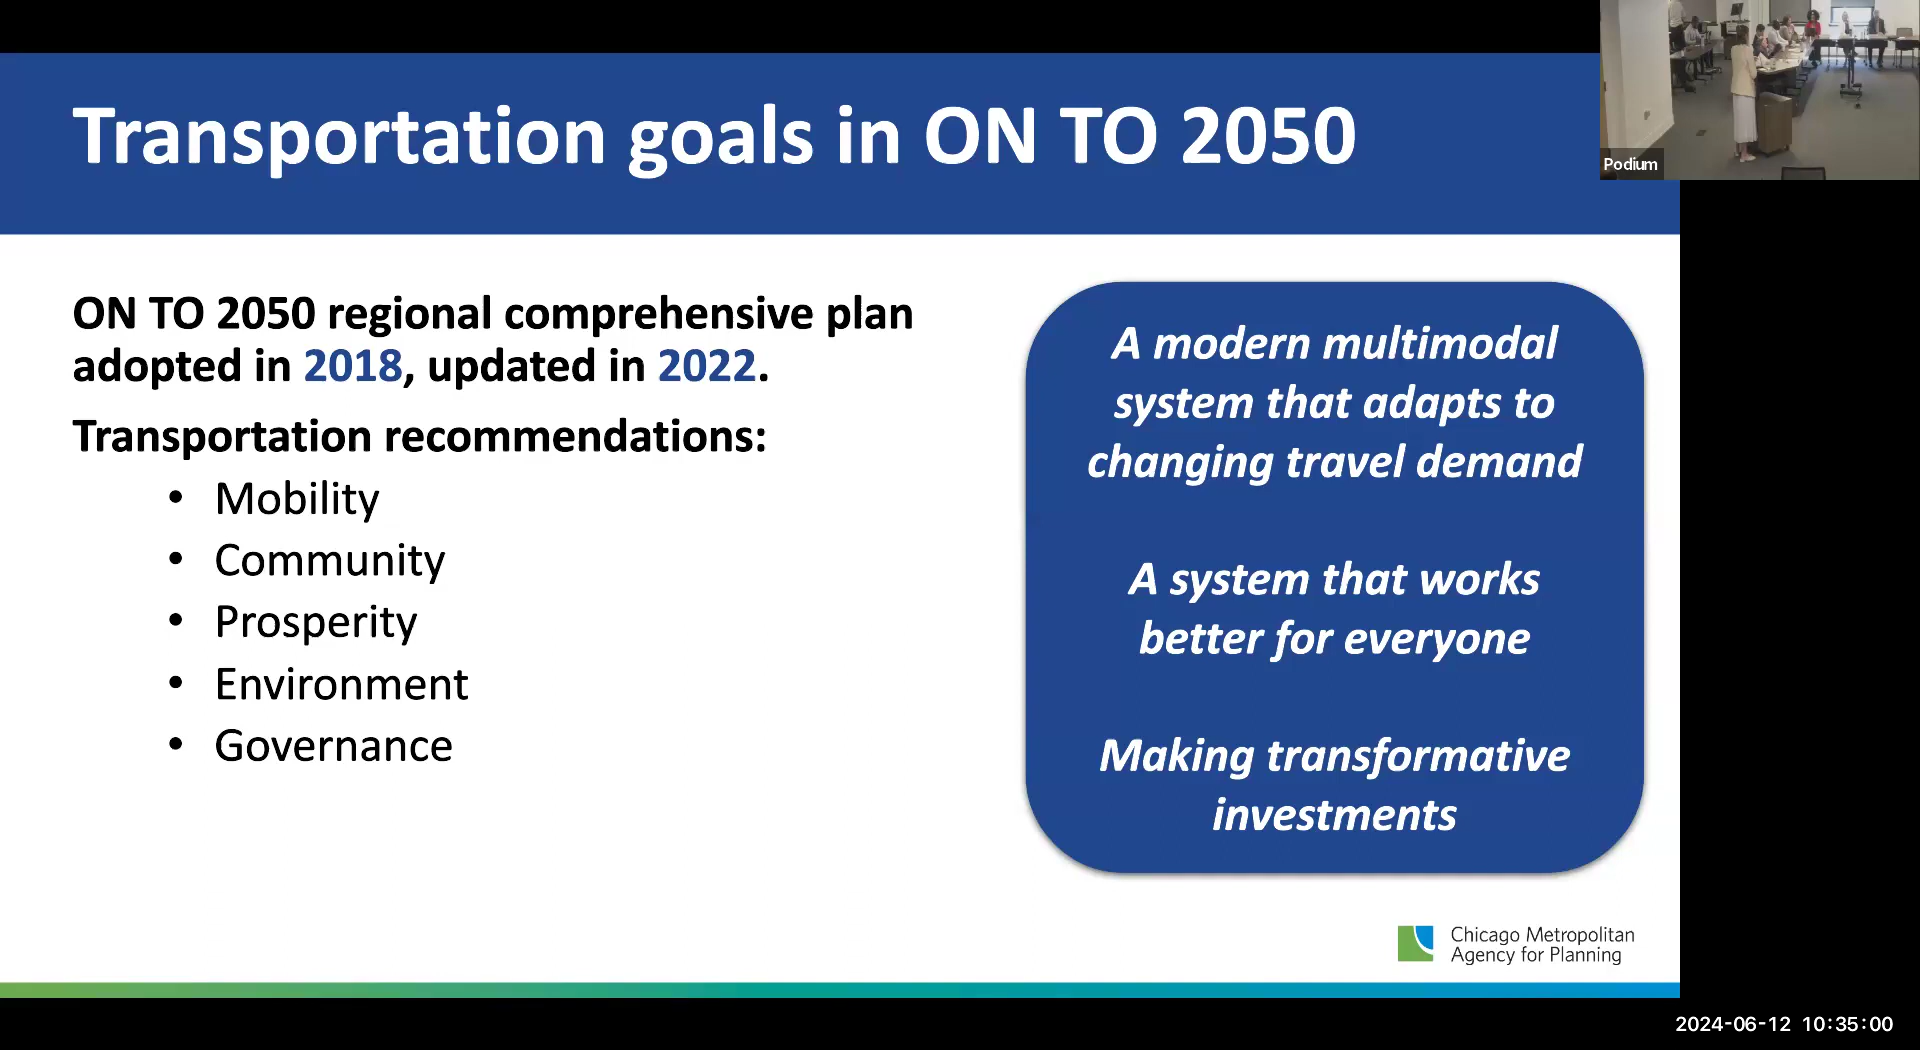 Transportation goals in ON TO 2050
Podium
ON TO 2050 regional comprehensive plan
adopted in 2018, updated in 2022.
Transportation recommendations:
• Mobility
• Community
• Prosperity
• Environment
• Governance
A modern multimodal
system that adapts to
changing travel demand
A system that works
better for everyone
Making transformative
investments
Chicago Metropolitan
Agency for Planning
2024-06-12 10:35:00